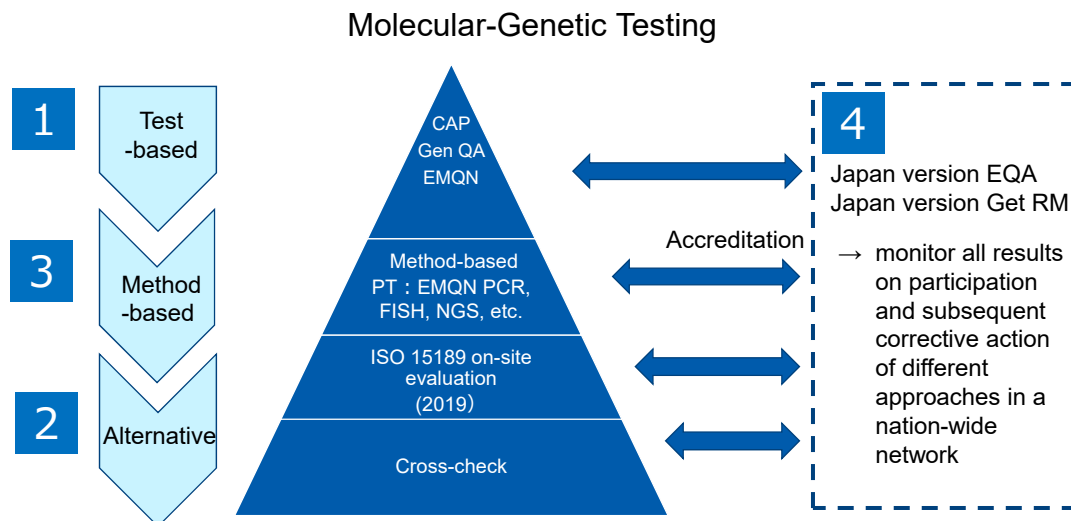 Molecular-Genetic Testing
1
Test
-based
3
Method
-based
2
Alternative
CAP
Gen QA
EMQN
Method-based
PT：EMQN PCR,
FISH, NGS, etc.
ISO 15189 on-site
evaluation
(2019）
Cross-check
Accreditation
4
Japan version EQA
Japan version Get RM
→ monitor all results
on participation
and subsequent
corrective action
of different
approaches in a
nation-wide
network